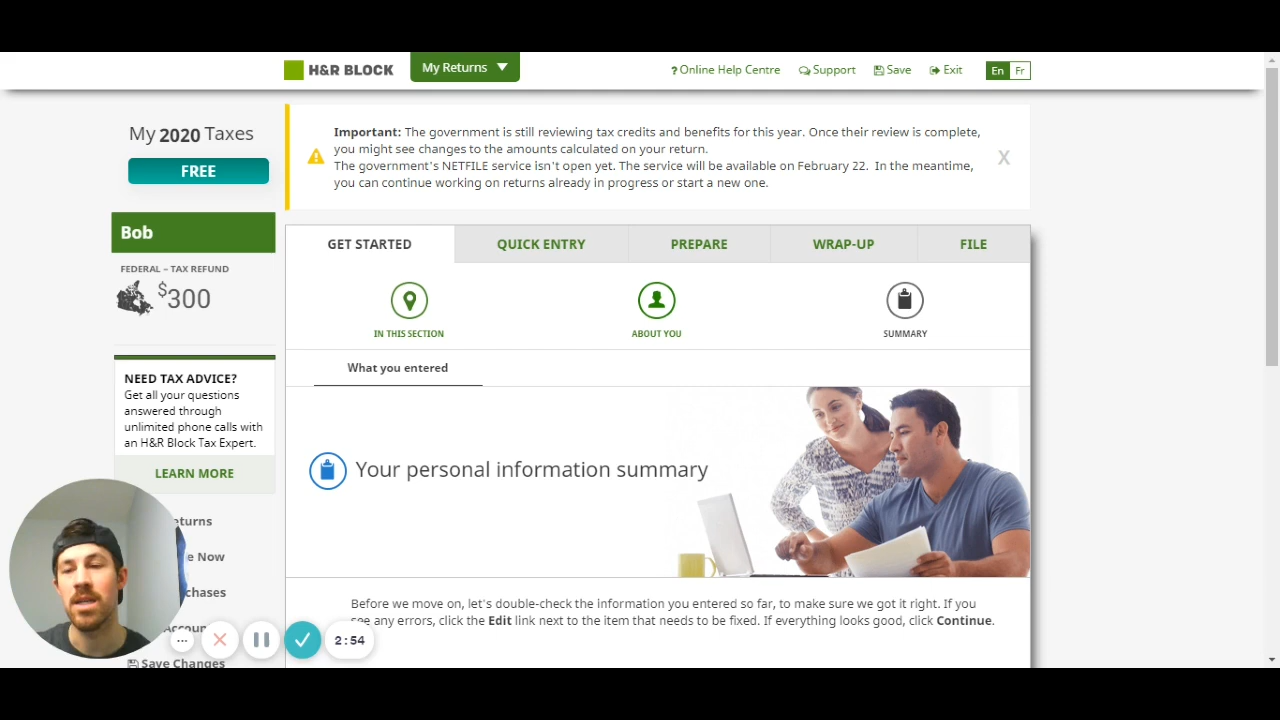 H&R BLOCK
My Returns
? Online Help Centre
Support
Save
Exit
En Fr
My 2020 Taxes
FREE
Bob
FEDERAL – TAX REFUND
$300
NEED TAX ADVICE?
Get all your questions
answered through
unlimited phone calls with
an H&R Block Tax Expert.
LEARN MORE
Save Changes
2:54
Important: The government is still reviewing tax credits and benefits for this year. Once their review is complete,
you might see changes to the amounts calculated on your return.
The government's NETFILE service isn't open yet. The service will be available on February 22. In the meantime,
you can continue working on returns already in progress or start a new one.
X
GET STARTED
QUICK ENTRY
PREPARE
WRAP-UP
FILE
IN THIS SECTION
ABOUT YOU
SUMMARY
What you entered
Your personal information summary
Before we move on, let's double-check the information you entered so far, to make sure we got it right. If you
any errors, click the Edit link next to the item that needs to be fixed. If everything looks good, click Continue.